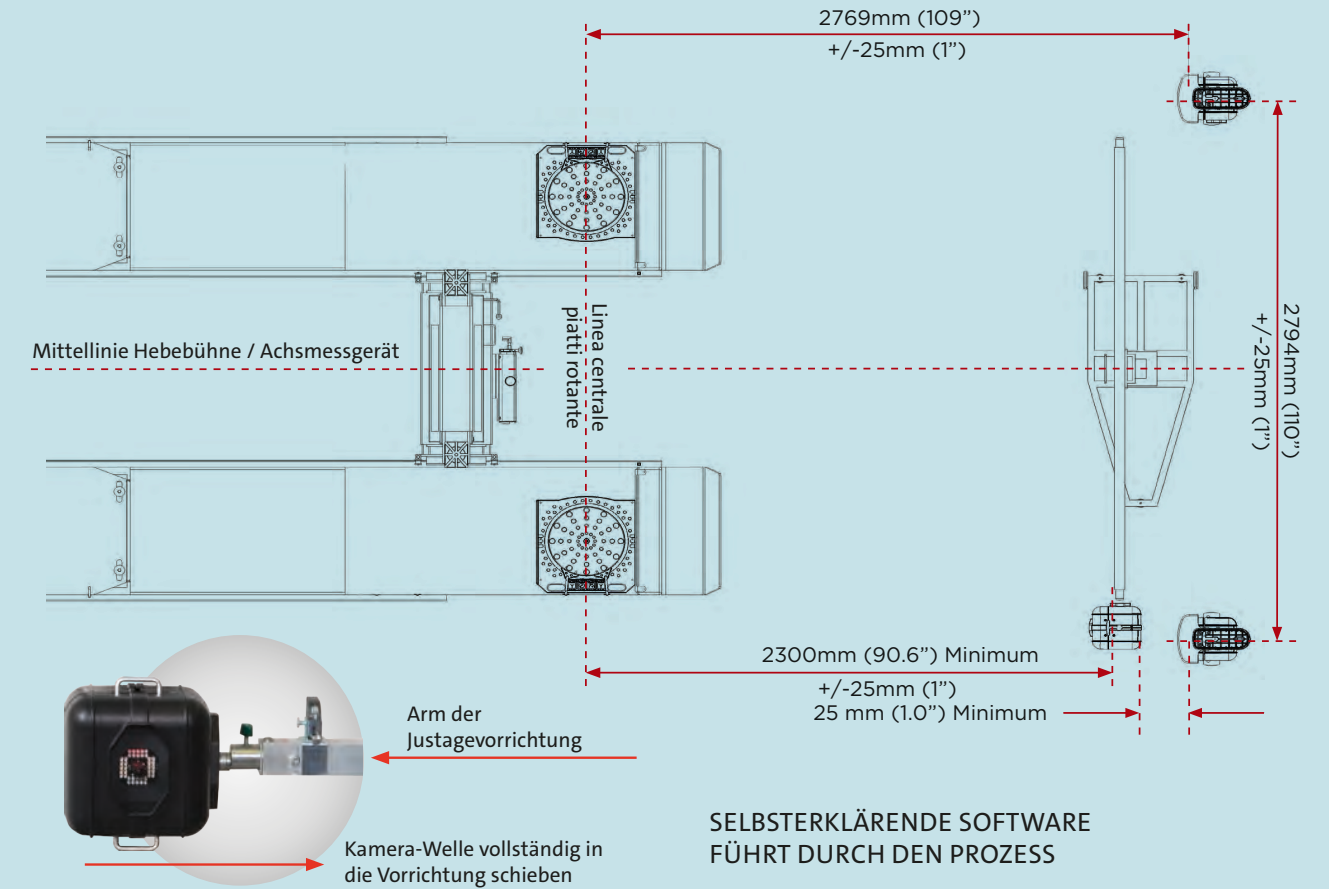 2769mm (109”)
+/-25mm (1”)
Mittellinie Hebebühne / Achsmessgerät
Linea centrale
piatti rotante
2794mm (110”)
+/-25mm (1”)
2300mm (90.6”) Minimum
+/-25mm (1”)
25 mm (1.0”) Minimum
Arm der
Justagevorrichtung
Kamera-Welle vollständig in
die Vorrichtung schieben
SELBSTERKLÄRENDE SOFTWARE
FÜHRT DURCH DEN PROZESS